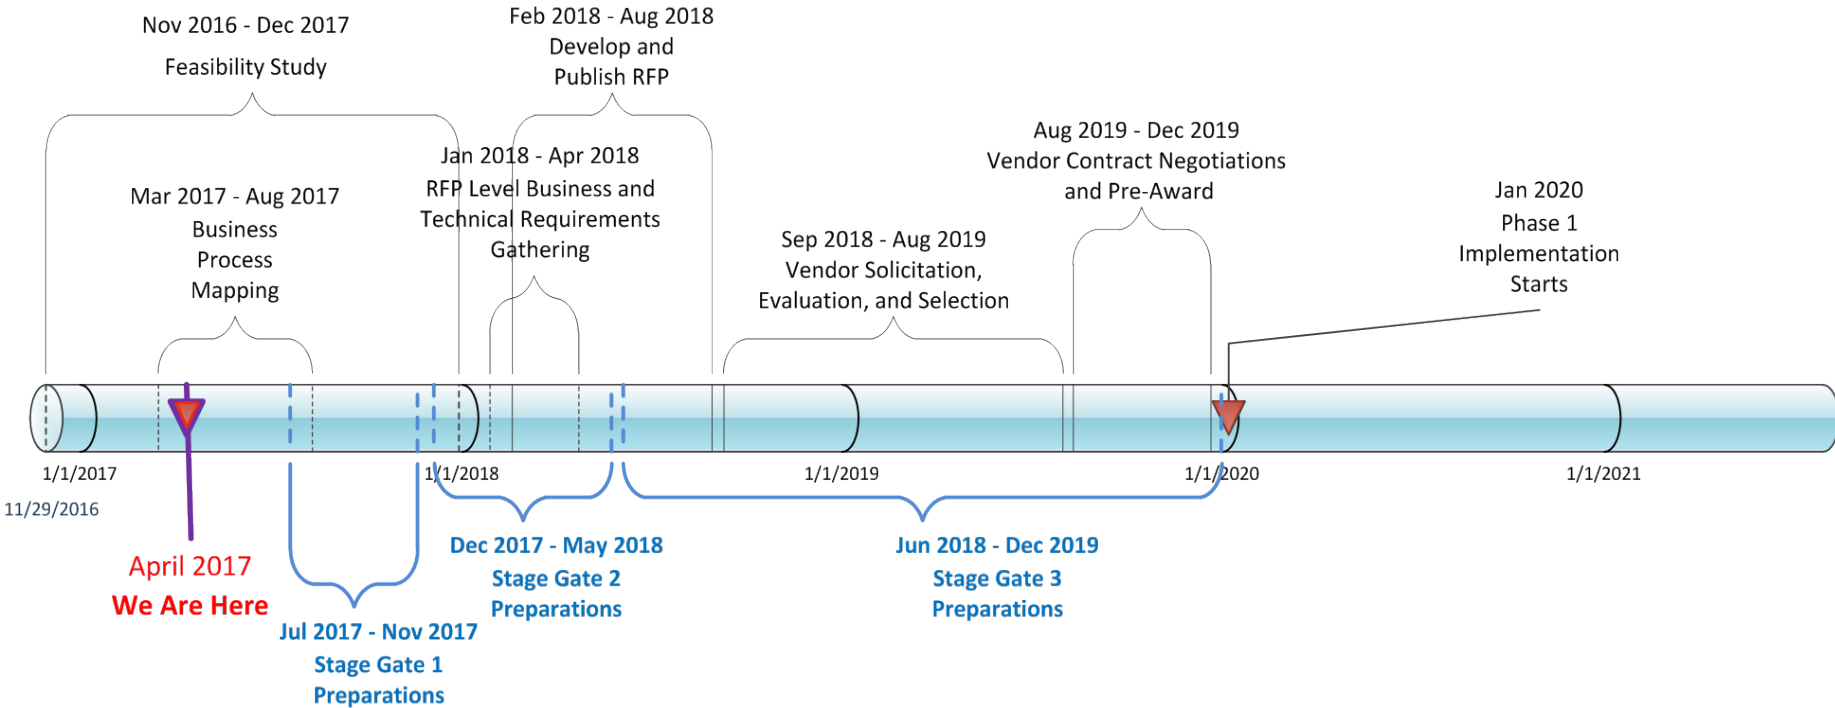 Nov 2016 - Dec 2017
Feasibility Study
Feb 2018 - Aug 2018
Develop and
Publish RFP
Mar 2017 - Aug 2017
Business
Process
Mapping
Jan 2018 - Apr 2018
RFP Level Business and
Technical Requirements
Gathering
Sep 2018 - Aug 2019
Vendor Solicitation,
Evaluation, and Selection
Aug 2019 - Dec 2019
Vendor Contract Negotiations
and Pre-Award
Jan 2020
Phase 1
Implementation
Starts
1/1/2017
1/1/2018
1/1/2019
1/1/2020
1/1/2021
11/29/2016
April 2017
We Are Here
Jul 2017 - Nov 2017
Stage Gate 1
Preparations
Dec 2017 - May 2018
Stage Gate 2
Preparations
Jun 2018 - Dec 2019
Stage Gate 3
Preparations